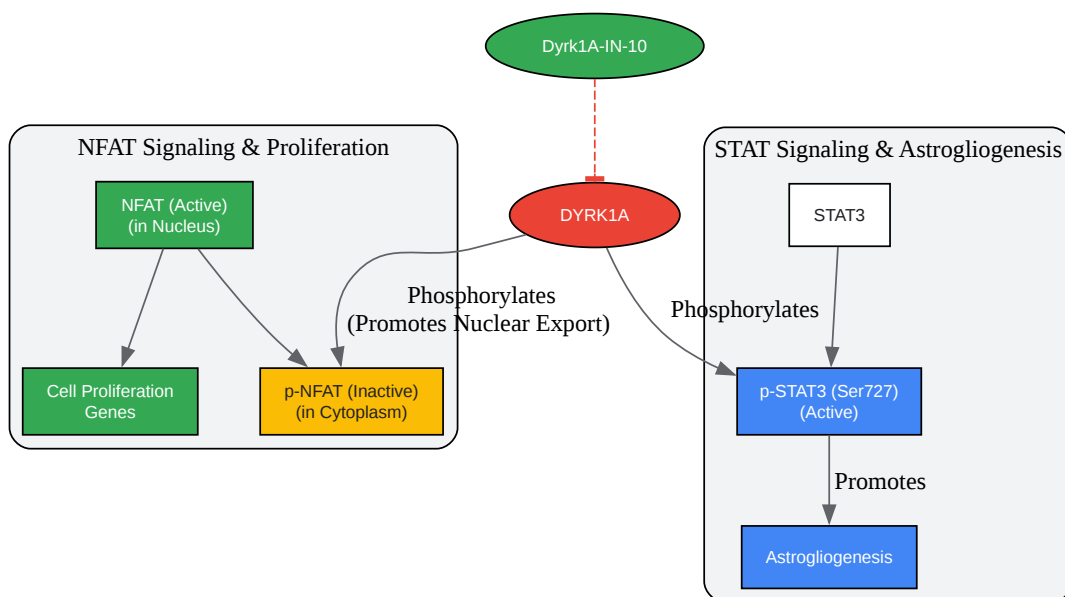 Dyrk1A-IN-10
NFAT Signaling & Proliferation
STAT Signaling & Astrogliogenesis
NFAT (Active)
(in Nucleus)
DYRK1A
STAT3
Phosphorylates
(Promotes Nuclear Export)
Phosphorylates
Cell Proliferation
Genes
p-NFAT (Inactive)
(in Cytoplasm)
p-STAT3 (Ser727)
(Active)
Promotes
Astrogliogenesis